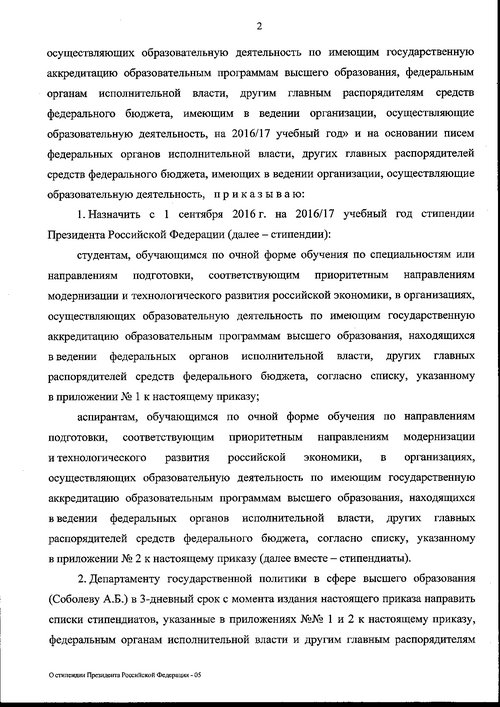 2
осуществляющих образовательную деятельность по имеющим государственную
аккредитацию образовательным программам высшего образования, федеральным
органам исполнительной власти, другим главным распорядителям средств
федерального бюджета, имеющим в ведении организации, осуществляющие
образовательную деятельность, на 2016/17 учебный год» и на основании писем
федеральных органов исполнительной власти, других главных распорядителей
средств федерального бюджета, имеющих в ведении организации, осуществляющие
образовательную деятельность, п р и к а з ы в а ю:
1. Назначить с 1 сентября 2016 г. на 2016/17 учебный год стипендии
Президента Российской Федерации (далее – стипендии):
студентам, обучающимся по очной форме обучения по специальностям или
направлениям подготовки, соответствующим приоритетным направлениям
модернизации и технологического развития российской экономики, в организациях,
осуществляющих образовательную деятельность по имеющим государственную
аккредитацию образовательным программам высшего образования, находящихся
в ведении федеральных органов исполнительной власти, других главных
распорядителей средств федерального бюджета, согласно списку, указанному
в приложении № 1 к настоящему приказу;
аспирантам, обучающимся по очной форме обучения по направлениям
подготовки, соответствующим приоритетным направлениям модернизации
и технологического развития российской экономики, в организациях,
осуществляющих образовательную деятельность по имеющим государственную
аккредитацию образовательным программам высшего образования, находящихся
в ведении федеральных органов исполнительной власти, других главных
распорядителей средств федерального бюджета, согласно списку, указанному
в приложении № 2 к настоящему приказу (далее вместе – стипендиаты).
2. Департаменту государственной политики в сфере высшего образования
(Соболеву А.Б.) в 3-дневный срок с момента издания настоящего приказа направить
списки стипендиатов, указанные в приложениях №№ 1 и 2 к настоящему приказу,
федеральным органам исполнительной власти и другим главным распорядителям
О стипендии Президента Российской Федерации - 05